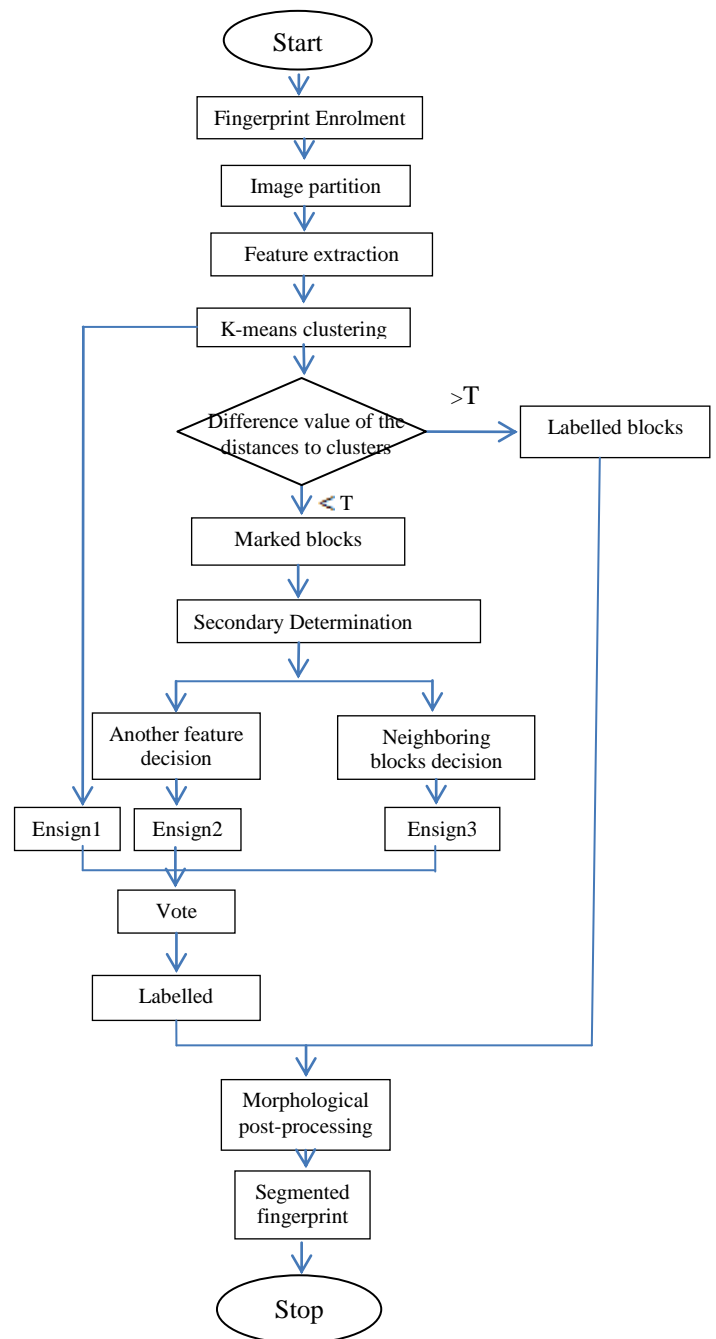 Start
Fingerprint Enrolment
Image partition
Feature extraction
K-means clustering
Difference value of the
distances to clusters
>T
Labelled blocks
< T
Marked blocks
Secondary Determination
Another feature
decision
Neighboring
blocks decision
Ensign1
Ensign2
Ensign3
Vote
Labelled
Morphological
post-processing
Segmented
fingerprint
Stop